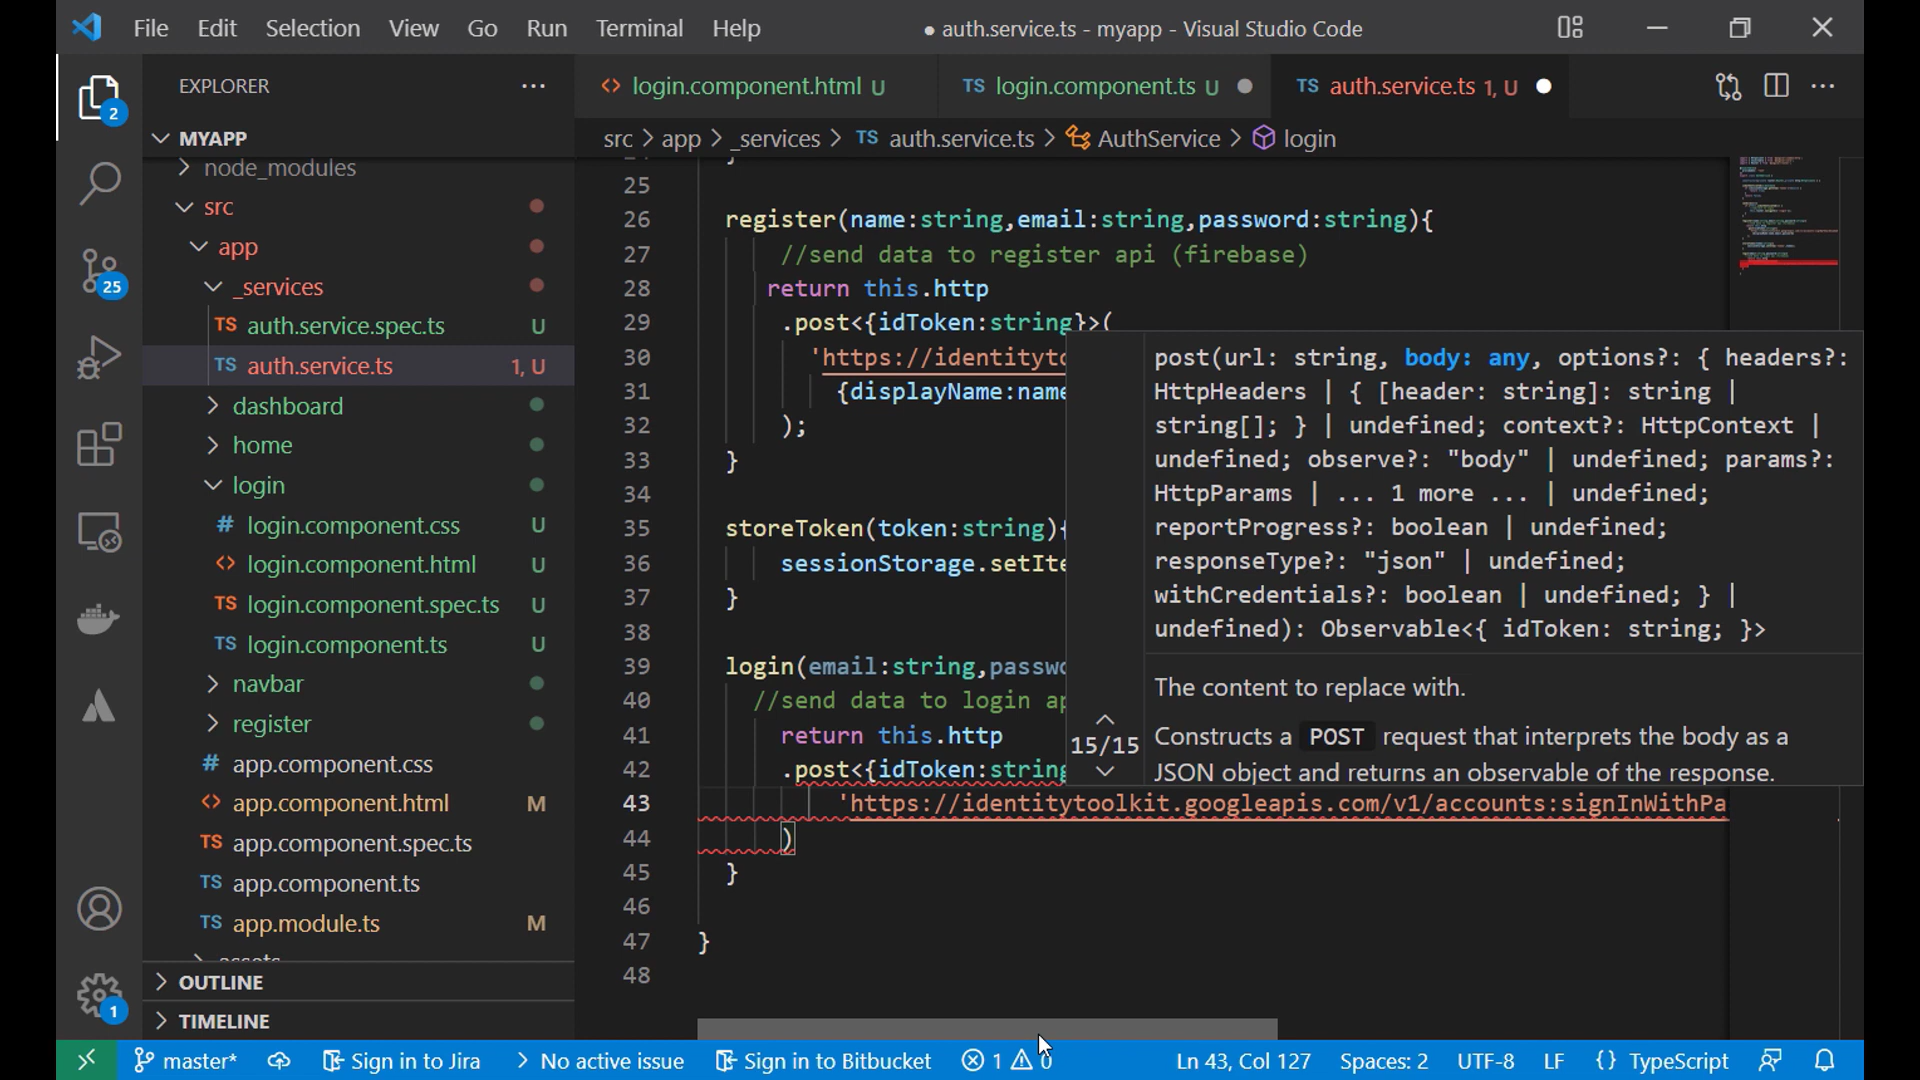 File Edit Selection View Go Run Terminal Help
● auth.service.ts - myapp - Visual Studio Code
EXPLORER ...
2
MYAPP
node_modules
src
app
_services
TS auth.service.spec.ts U
TS auth.service.ts 1, U
dashboard
home
login
# login.component.css U
<> login.component.html U
TS login.component.spec.ts U
TS login.component.ts U
navbar
register
# app.component.css
<> app.component.html M
TS app.component.spec.ts
TS app.component.ts
TS app.module.ts M
assets
OUTLINE
TIMELINE
25
1
<> login.component.html U
TS login.component.ts U ●
TS auth.service.ts 1, U ●
src > app > _services > TS auth.service.ts > AuthService > login
25
26 register(name:string,email:string,password:string){
27 //send data to register api (firebase)
28 return this.http
29 .post<{idToken:string}>(
30 'https://identityto
31 {displayName:name
32 );
33 }
34
35 storeToken(token:string){
36 sessionStorage.setIte
37 }
38
39 login(email:string,passwo
40 //send data to login ap
41 return this.http
42 .post<{idToken:string
43 'https://identitytoolkit.googleapis.com/v1/accounts:signInWithPa
44 )
45 }
46
47 }
48
post(url: string, body: any, options?: { headers?:
HttpHeaders | { [header: string]: string |
string[]; } | undefined; context?: HttpContext |
undefined; observe?: "body" | undefined; params?:
HttpParams | ... 1 more ... | undefined;
reportProgress?: boolean | undefined;
responseType?: "json" | undefined;
withCredentials?: boolean | undefined; } |
undefined): Observable<{ idToken: string; }>
The content to replace with.
15/15
Constructs a POST request that interprets the body as a
JSON object and returns an observable of the response.
master* Sign in to Jira > No active issue Sign in to Bitbucket 1 0 Ln 43, Col 127 Spaces: 2 UTF-8 LF {} TypeScript